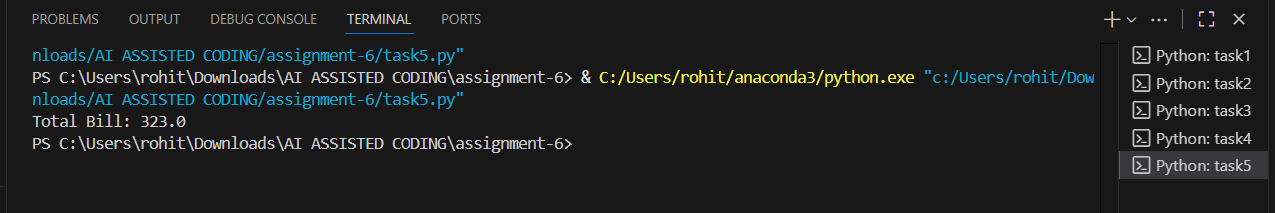 PROBLEMS OUTPUT DEBUG CONSOLE TERMINAL PORTS
nloads/AI ASSISTED CODING/assignment-6/task5.py"
PS C:\Users\rohit\Downloads\AI ASSISTED CODING\assignment-6> & C:/Users/rohit/anaconda3/python.exe "c:/Users/rohit/Dow
nloads/AI ASSISTED CODING/assignment-6/task5.py"
Total Bill: 323.0
PS C:\Users\rohit\Downloads\AI ASSISTED CODING\assignment-6>
Python: task1
Python: task2
Python: task3
Python: task4
Python: task5